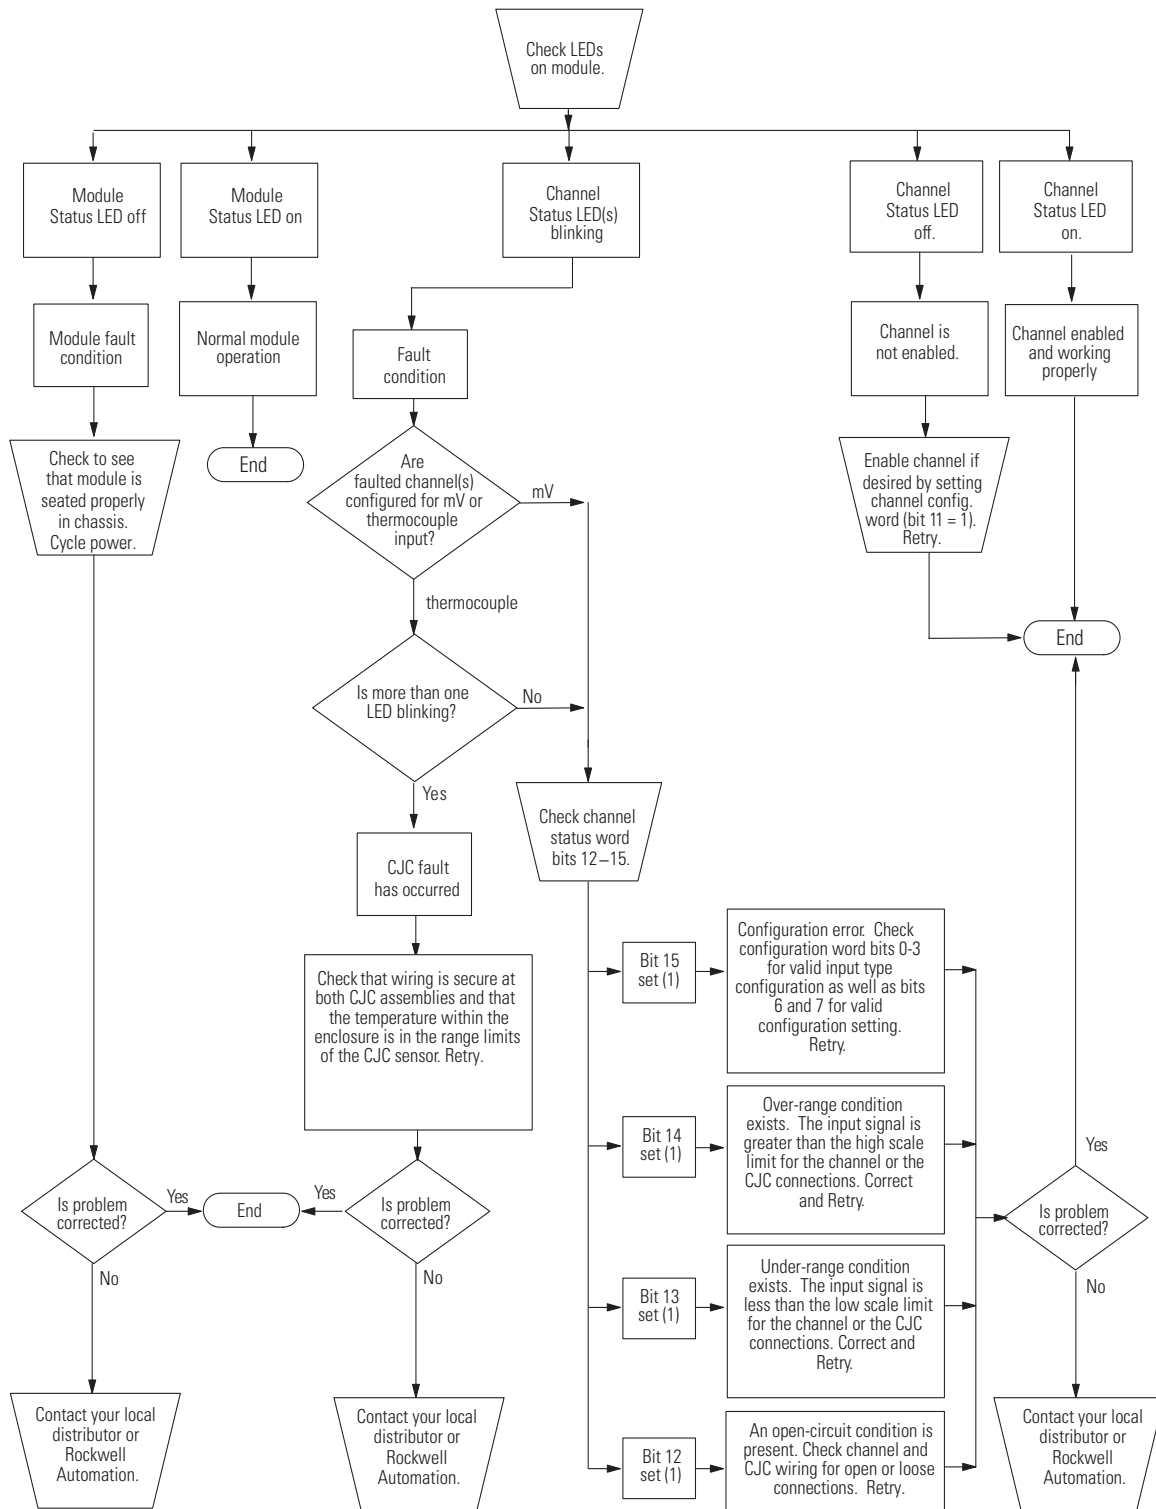 Check LEDs
on module.
Module
Status LED off
Module
Status LED on
Channel
Status LED(s)
blinking
Channel
Status LED
off.
Channel
Status LED
on.
Module fault
condition
Normal module
operation
Fault
condition
Channel is
not enabled.
Channel enabled
and working
properly
Check to see
that module is
seated properly
in chassis.
Cycle power.
End
Are
faulted channel(s)
configured for mV or
thermocouple
input?
mV
Enable channel if
desired by setting
channel config.
word (bit 11 = 1).
Retry.
thermocouple
End
Is more than one
LED blinking?
No
Yes
Check channel
status word
bits 12–15.
CJC fault
has occurred
Check that wiring is secure at
both CJC assemblies and that
the temperature within the
enclosure is in the range limits
of the CJC sensor. Retry.
Bit 15
set (1)
Configuration error. Check
configuration word bits 0-3
for valid input type
configuration as well as bits
6 and 7 for valid
configuration setting.
Retry.
Bit 14
set (1)
Over-range condition
exists. The input signal is
greater than the high scale
limit for the channel or the
CJC connections. Correct
and Retry.
Yes
Is problem
corrected?
Yes
End
Yes
Is problem
corrected?
Is problem
corrected?
No
No
No
Bit 13
set (1)
Under-range condition
exists. The input signal is
less than the low scale limit
for the channel or the CJC
connections. Correct and
Retry.
Contact your local
distributor or
Rockwell
Automation.
Contact your local
distributor or
Rockwell
Automation.
Bit 12
set (1)
An open-circuit condition is
present. Check channel and
CJC wiring for open or loose
connections. Retry.
Contact your local
distributor or
Rockwell
Automation.